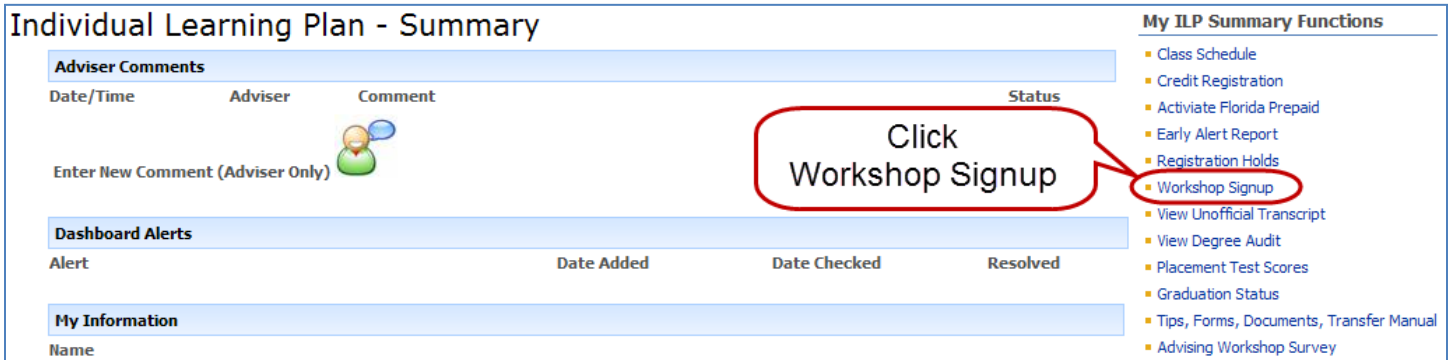 Individual Learning Plan - Summary
Adviser Comments
Date/Time Adviser Comment Status
Enter New Comment (Adviser Only)
Dashboard Alerts
Alert Date Added Date Checked Resolved
My Information
Name
Click
Workshop Signup
My ILP Summary Functions
Class Schedule
Credit Registration
Activiate Florida Prepaid
Early Alert Report
Registration Holds
Workshop Signup
View Unofficial Transcript
View Degree Audit
Placement Test Scores
Graduation Status
Tips, Forms, Documents, Transfer Manual
Advising Workshop Survey